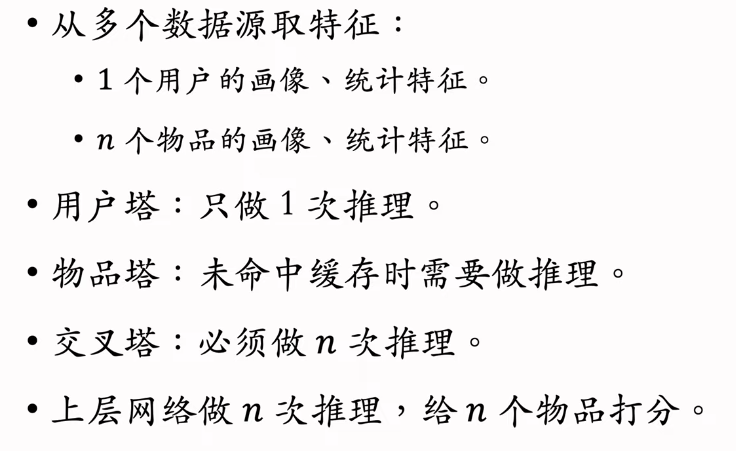 • 从多个数据源取特征：
• 1 个用户的画像、统计特征。
• n 个物品的画像、统计特征。
• 用户塔：只做 1 次推理。
• 物品塔：未命中缓存时需要做推理。
• 交叉塔：必须做 n 次推理。
• 上层网络做 n 次推理，给 n 个物品打分。